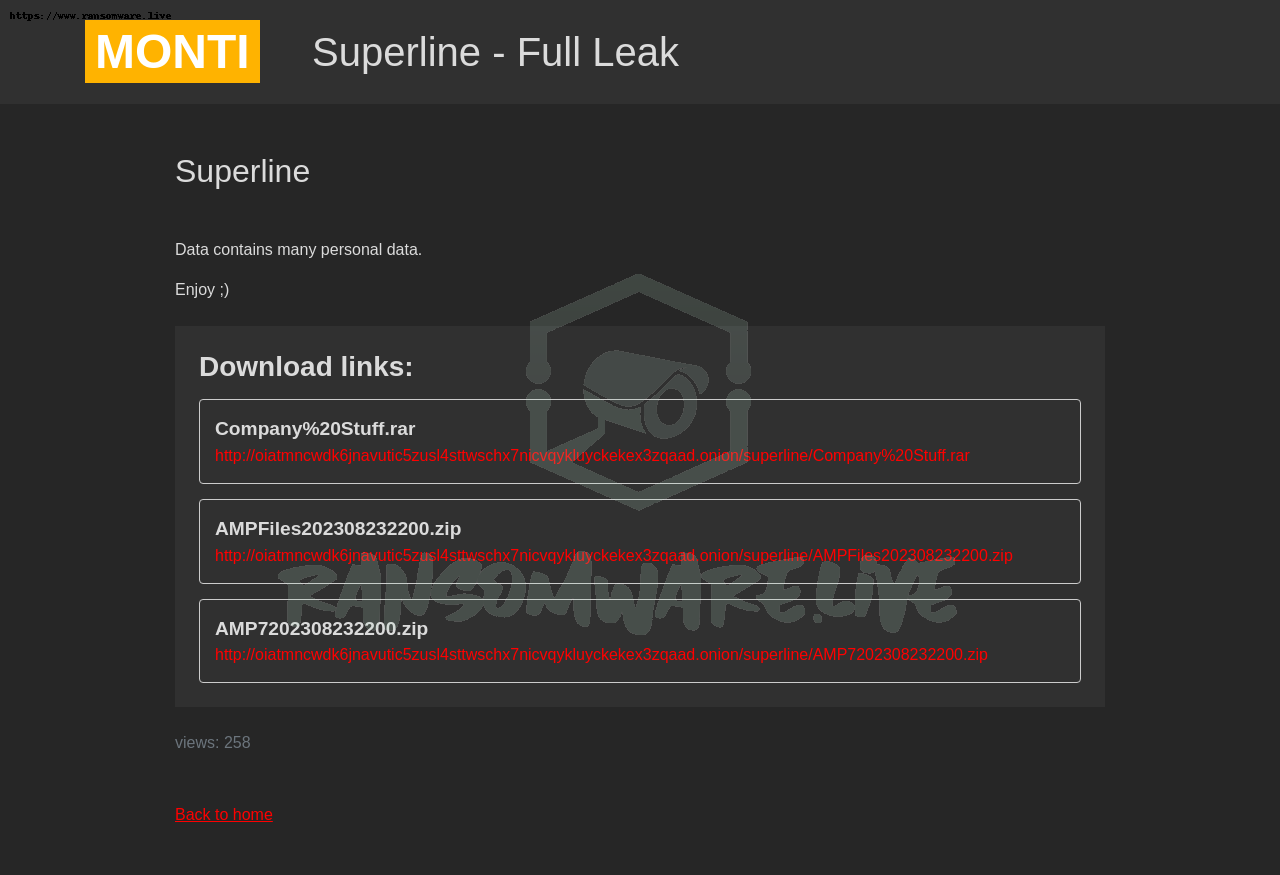 https://www.ransomware.live
MONTI
Superline - Full Leak
Superline
Data contains many personal data.
Enjoy ;)
Download links:
Company%20Stuff.rar
http://oiatmncwdk6jnavutic5zusl4sttwschx7nicvqykluyckekex3zqaad.onion/superline/Company%20Stuff.rar
AMPFiles202308232200.zip
http://oiatmncwdk6jnavutic5zusl4sttwschx7nicvqykluyckekex3zqaad.onion/superline/AMPFiles202308232200.zip
RANSOMWARE.LIVE
AMP7202308232200.zip
http://oiatmncwdk6jnavutic5zusl4sttwschx7nicvqykluyckekex3zqaad.onion/superline/AMP7202308232200.zip
views: 258
Back to home